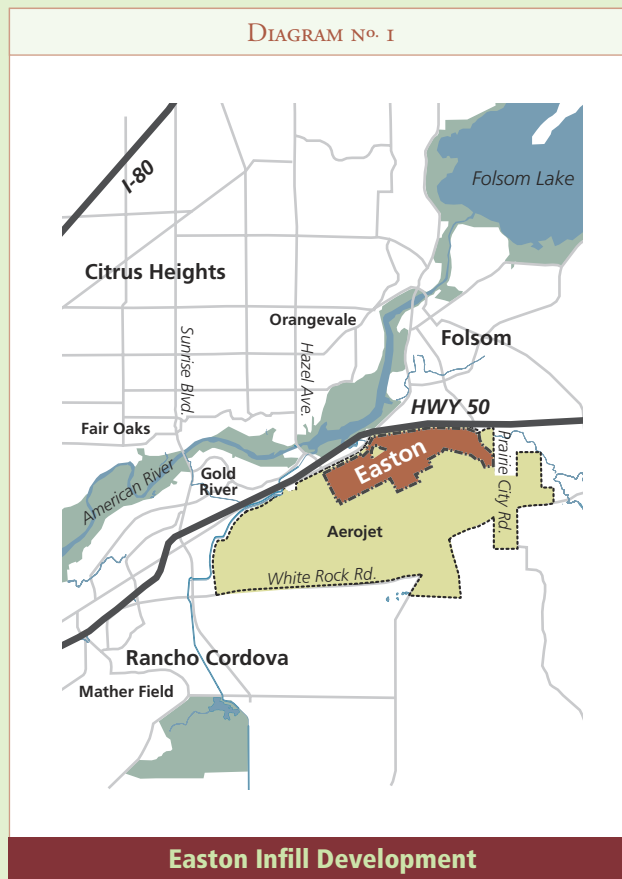 DIAGRAM No. 1
I-80
Folsom Lake
Citrus Heights
Orangevale
Sunrise Blvd.
Hazel Ave.
Folsom
HWY 50
Fair Oaks
American River
Gold
River
Easton
Prairie City Rd.
Aerojet
White Rock Rd.
Rancho Cordova
Mather Field
Easton Infill Development